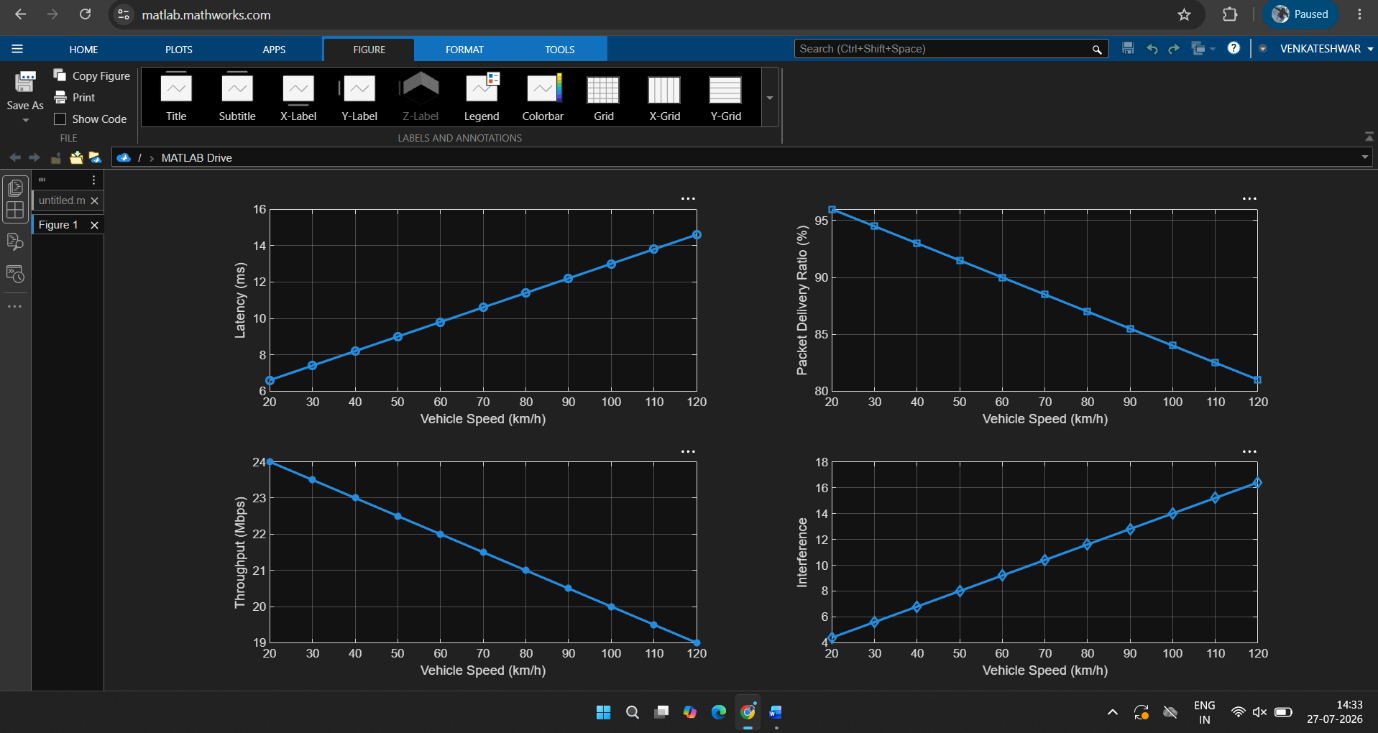 matlab.mathworks.com
Paused
HOME PLOTS APPS FIGURE FORMAT TOOLS
Search (Ctrl+Shift+Space)
VENKATESHWAR
Save As
Copy Figure
Print
Show Code
FILE
Title Subtitle X-Label Y-Label Z-Label Legend Colorbar Grid X-Grid Y-Grid
LABELS AND ANNOTATIONS
/ › MATLAB Drive
untitled.m ×
Figure 1 ×
Latency (ms)
16
14
12
10
8
6
20 30 40 50 60 70 80 90 100 110 120
Vehicle Speed (km/h)
Packet Delivery Ratio (%)
95
90
85
80
20 30 40 50 60 70 80 90 100 110 120
Vehicle Speed (km/h)
Throughput (Mbps)
24
23
22
21
20
19
20 30 40 50 60 70 80 90 100 110 120
Vehicle Speed (km/h)
Interference
18
16
14
12
10
8
6
4
20 30 40 50 60 70 80 90 100 110 120
Vehicle Speed (km/h)
ENG
IN
14:33
27-07-2026